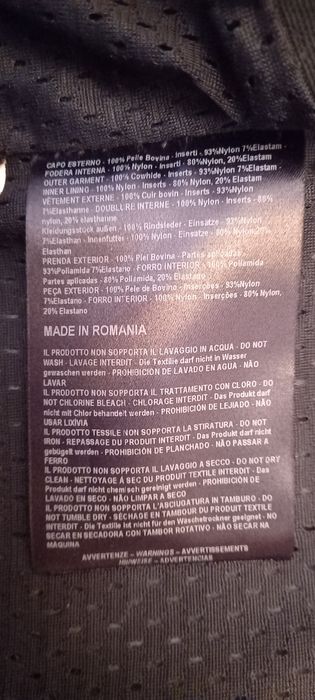 CAPO ESTERNO - 100% Pelle Bovina - Inserti - 93%Nylon 7%Elastam -
FODERA INTERNA - 100% Nylon - Inserti - 80%Nylon, 20%Elastam
OUTER GARMENT - 100% Cowhide - Inserts - 93%Nylon 7%Elastam -
INNER LINING - 100% Nylon - Inserts - 80% Nylon, 20% Elastam
VÊTEMENT EXTERNE - 100% Cuir bovin - Inserts - 93%Nylon
7%Elasthanne - DOUBLURE INTERNE - 100% Nylon - Inserts - 80%
nylon, 20% elasthanne
Kleidungsstück außen - 100% Rindsleder - Einsätze - 93%Nylon
7%Elasthan - Innenfutter - 100% Nylon - Einsätze - 80% Nylon,20%
Elasthan
PRENDA EXTERIOR - 100% Piel Bovina - Partes aplicadas -
93%Poliamida 7%Elastano - FORRO INTERIOR - 100% Poliamida
Partes aplicadas - 80% Poliamida, 20% Elastano
PEÇA EXTERIOR - 100% Pele de Bovino - Inserções - 93%Nylon
7%Elastano - FORRO INTERIOR - 100% Nylon - Inserções - 80% Nylon,
20% Elastano
MADE IN ROMANIA
IL PRODOTTO NON SUPPORTA IL LAVAGGIO IN ACQUA - DO NOT
WASH - LAVAGE INTERDIT - Die Textilie darf nicht in Wasser
gewaschen werden - PROHIBICIÓN DE LAVADO EN AGUA - NÃO
LAVAR
IL PRODOTTO NON SUPPORTA IL TRATTAMENTO CON CLORO - DO
NOT CHLORINE BLEACH - CHLORAGE INTERDIT - Das Produkt darf
nicht mit Chlor behandelt werden - PROHIBICIÓN DE LEJIADO - NÃO
USAR LIXIVIA
IL PRODOTTO TESSILE NON SUPPORTA LA STIRATURA - DO NOT
IRON - REPASSAGE DU PRODUIT INTERDIT - Das Produkt darf nicht
gebügelt werden - PROHIBICIÓN DE PLANCHADO - NÃO PASSAR A
FERRO
IL PRODOTTO NON SUPPORTA IL LAVAGGIO A SECCO - DO NOT DRY
CLEAN - NETTOYAGE À SEC DU PRODUIT TEXTILE INTERDIT - Das
Produkt darf nicht chemisch gereinigt werden - PROHIBICIÓN DE
LAVADO EN SECO - NÃO LIMPAR A SECO
IL PRODOTTO NON SUPPORTA L'ASCIUGATURA IN TAMBURO - DO
NOT TUMBLE DRY - SÉCHAGE EN TAMBOUR DU PRODUIT TEXTILE
INTERDIT - Die Textilie ist nicht für den Waschetrockner geeignet - NO
SECAR EN SECADORA CON TAMBOR ROTATIVO - NÃO SECAR NA
MÁQUINA
AVVERTENZE - WARNINGS - AVVERTISSEMENTS
HINWEISE - ADVERTENCIAS